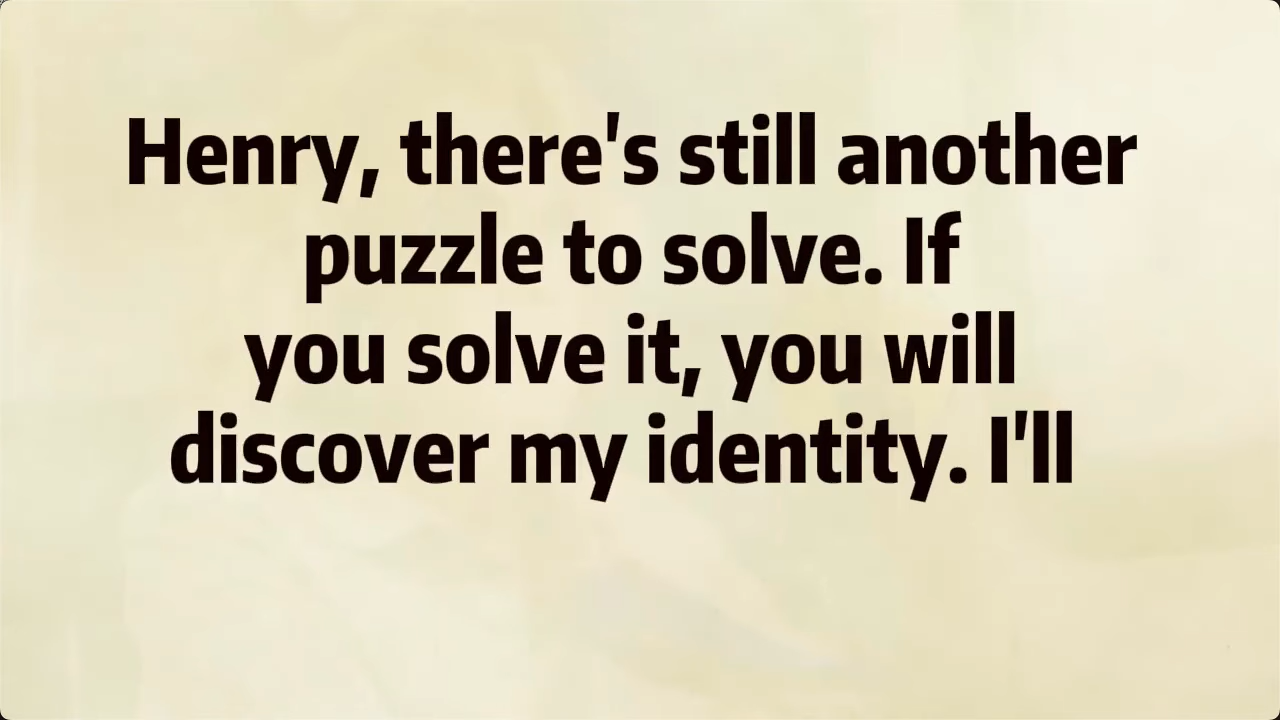 Henry, there's still another
puzzle to solve. If
you solve it, you will
discover my identity. I'll